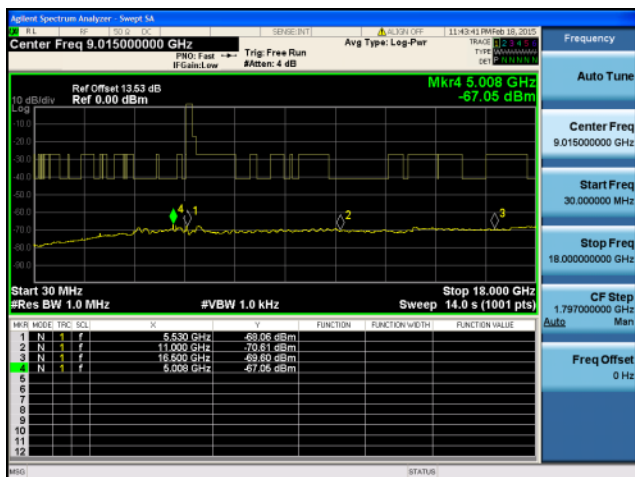 Agilent Spectrum Analyzer - Swept SA
RL RF 50 Ω DC SENSE:INT ALIGN OFF 11:43:41 PM Feb 18, 2015
Center Freq 9.015000000 GHz
PNO: Fast
IFGain:Low
Trig: Free Run
#Atten: 4 dB
Avg Type: Log-Pwr
TRACE 1 2 3 4 5 6
TYPE
DET P N N N N N
Ref Offset 13.53 dB
Ref 0.00 dBm
10 dB/div
Log
Mkr4 5.008 GHz
-67.05 dBm
-10.0
-20.0
-30.0
-40.0
-50.0
-60.0
-70.0
-80.0
-90.0
4
1
2
3
Start 30 MHz
Stop 18.000 GHz
#Res BW 1.0 MHz
#VBW 1.0 kHz
Sweep 14.0 s (1001 pts)
MKR MODE TRC SCL X Y FUNCTION FUNCTION WIDTH FUNCTION VALUE
1 N 1 f 5.530 GHz -68.06 dBm
2 N 1 f 11.000 GHz -70.61 dBm
3 N 1 f 16.500 GHz -69.60 dBm
4 N 1 f 5.008 GHz -67.05 dBm
5
6
7
8
9
10
11
12
MSG
STATUS
Frequency
Auto Tune
Center Freq
9.015000000 GHz
Start Freq
30.000000 MHz
Stop Freq
18.000000000 GHz
CF Step
1.797000000 GHz
Auto Man
Freq Offset
0 Hz